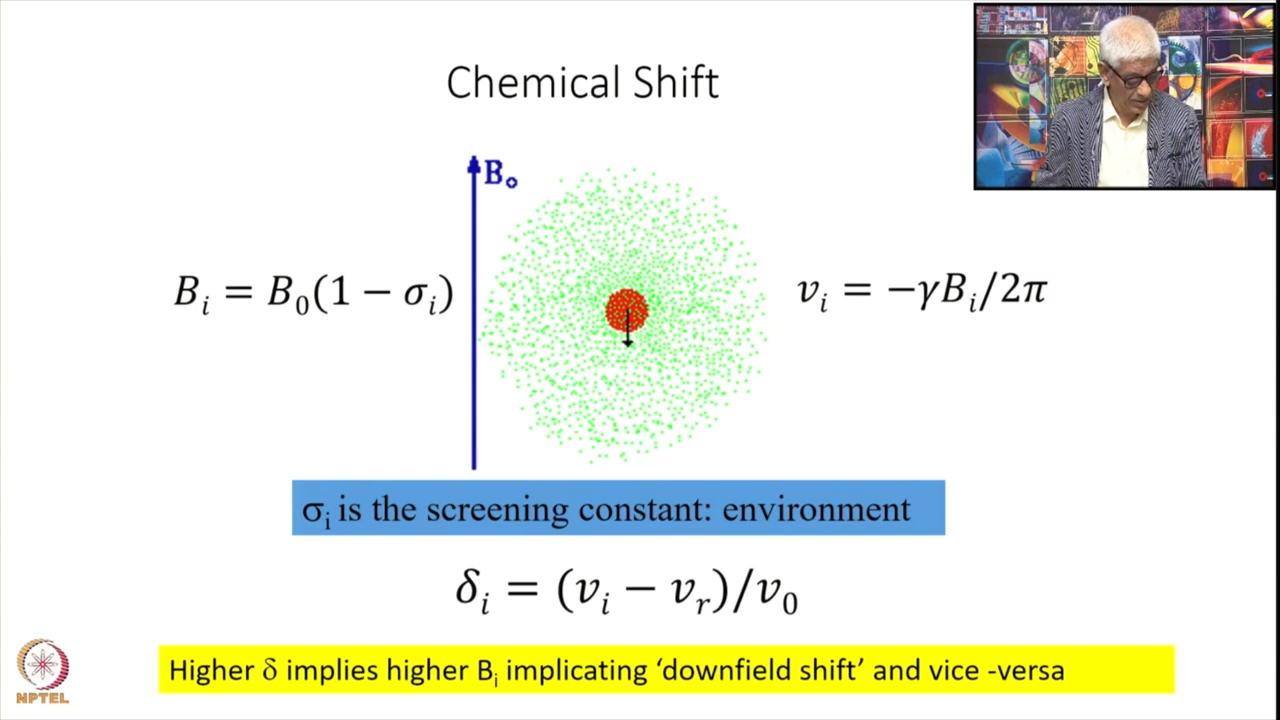 Chemical Shift
B₀
Bᵢ = B₀(1 − σᵢ)
νᵢ = −γBᵢ/2π
σᵢ is the screening constant: environment
δᵢ = (νᵢ − νᵣ)/ν₀
Higher δ implies higher Bᵢ implicating ‘downfield shift’ and vice -versa
NPTEL